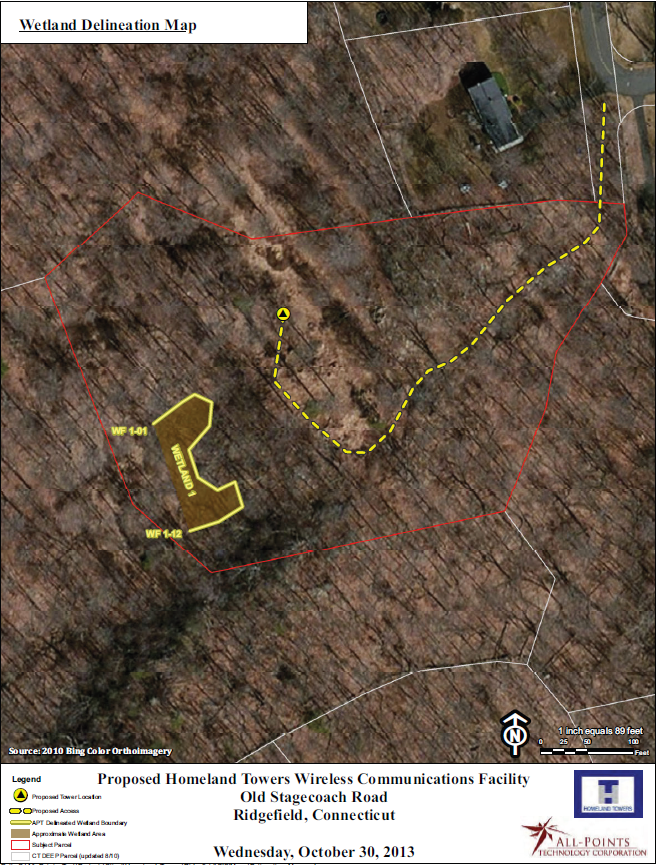 Wetland Delineation Map
WF 1-01
WETLAND 1
WF 1-12
Source: 2010 Bing Color Orthoimagery
N
1 inch equals 89 feet
0 25 50 100
Feet
Legend
Proposed Tower Location
Proposed Access
APT Delineated Wetland Boundary
Approximate Wetland Area
Subject Parcel
CT DEEP Parcel (updated 8/10)
Proposed Homeland Towers Wireless Communications Facility
Old Stagecoach Road
Ridgefield, Connecticut
Wednesday, October 30, 2013
HOMELAND TOWERS
ALL-POINTS
TECHNOLOGY CORPORATION